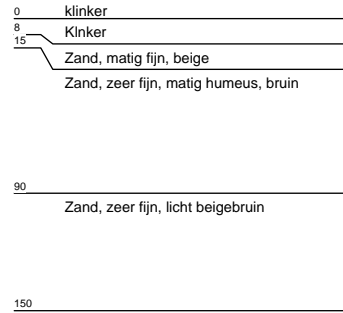 0 klinker
8 Klnker
15
Zand, matig fijn, beige
Zand, zeer fijn, matig humeus, bruin
90
Zand, zeer fijn, licht beigebruin
150